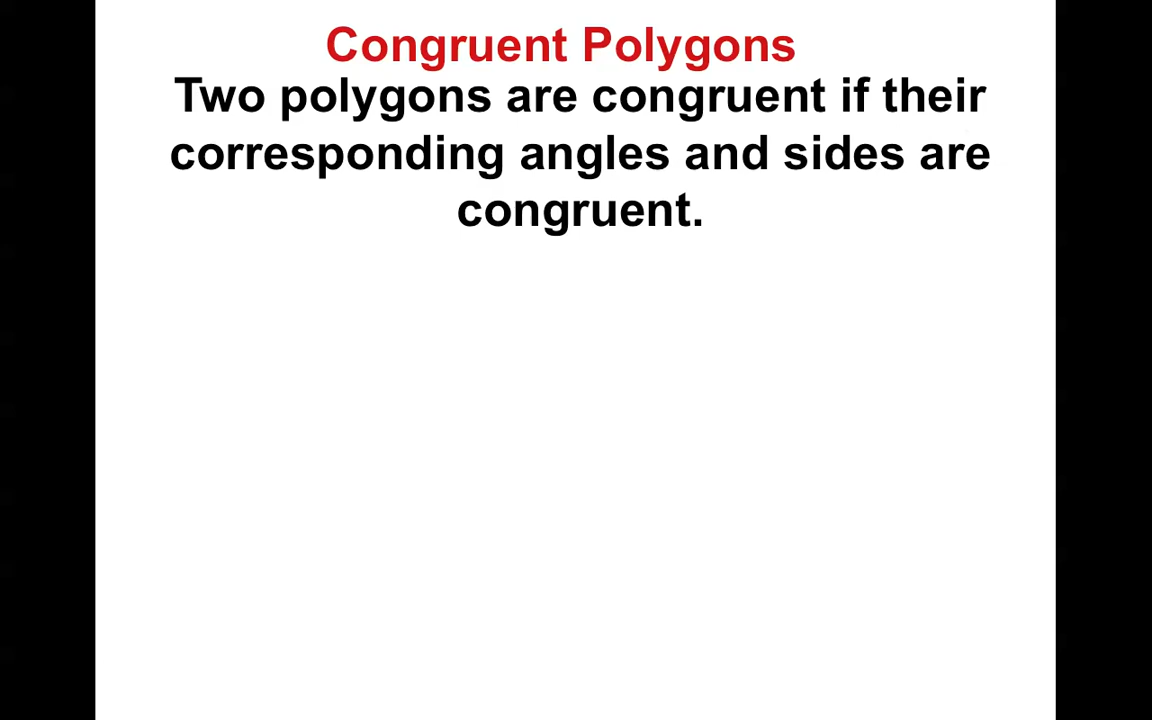 Congruent Polygons
Two polygons are congruent if their
corresponding angles and sides are
congruent.